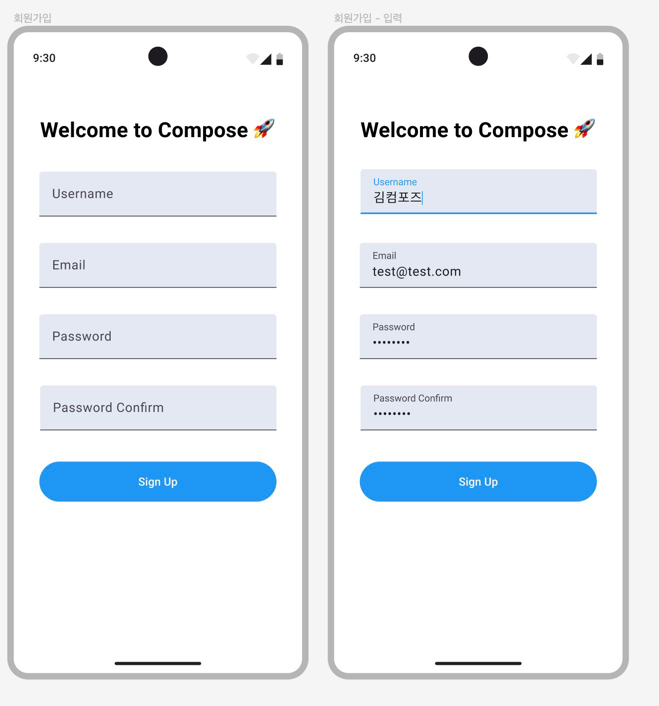 회원가입
9:30
Welcome to Compose 🚀
Username
Email
Password
Password Confirm
Sign Up
회원가입 - 입력
9:30
Welcome to Compose 🚀
Username
김컴포즈
Email
test@test.com
Password
••••••••
Password Confirm
••••••••
Sign Up